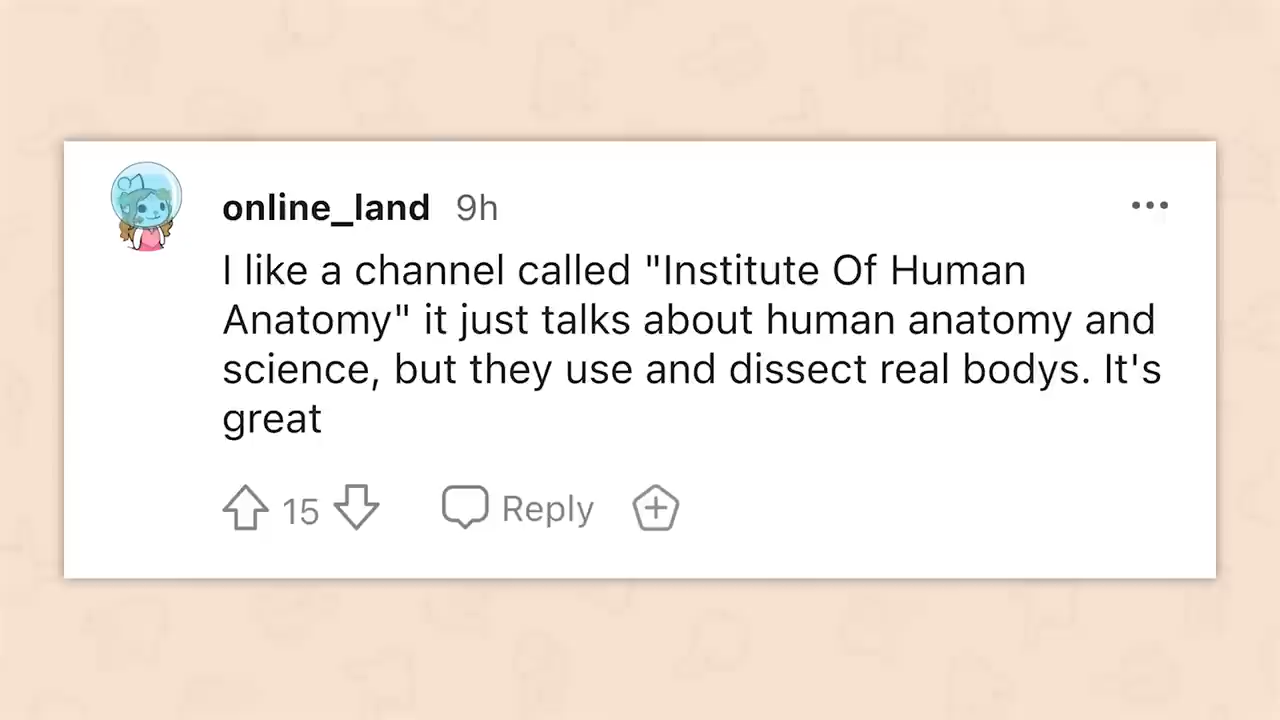 online_land 9h
I like a channel called "Institute Of Human
Anatomy" it just talks about human anatomy and
science, but they use and dissect real bodys. It's
great
15 Reply